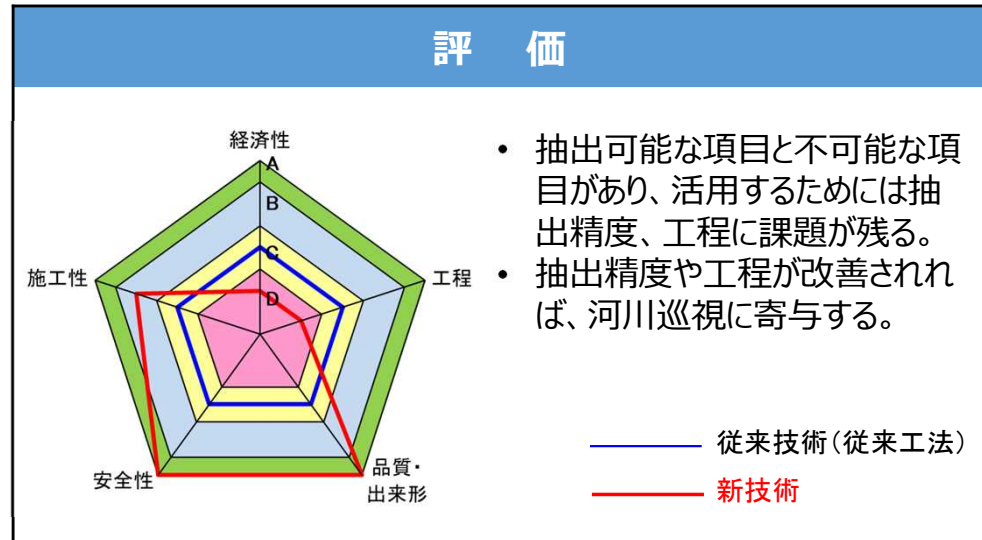 評　価
経済性
A
B
C
D
工程
施工性
安全性
品質・
出来形
• 抽出可能な項目と不可能な項
目があり、活用するためには抽
出精度、工程に課題が残る。
• 抽出精度や工程が改善されれ
ば、河川巡視に寄与する。
従来技術(従来工法)
新技術